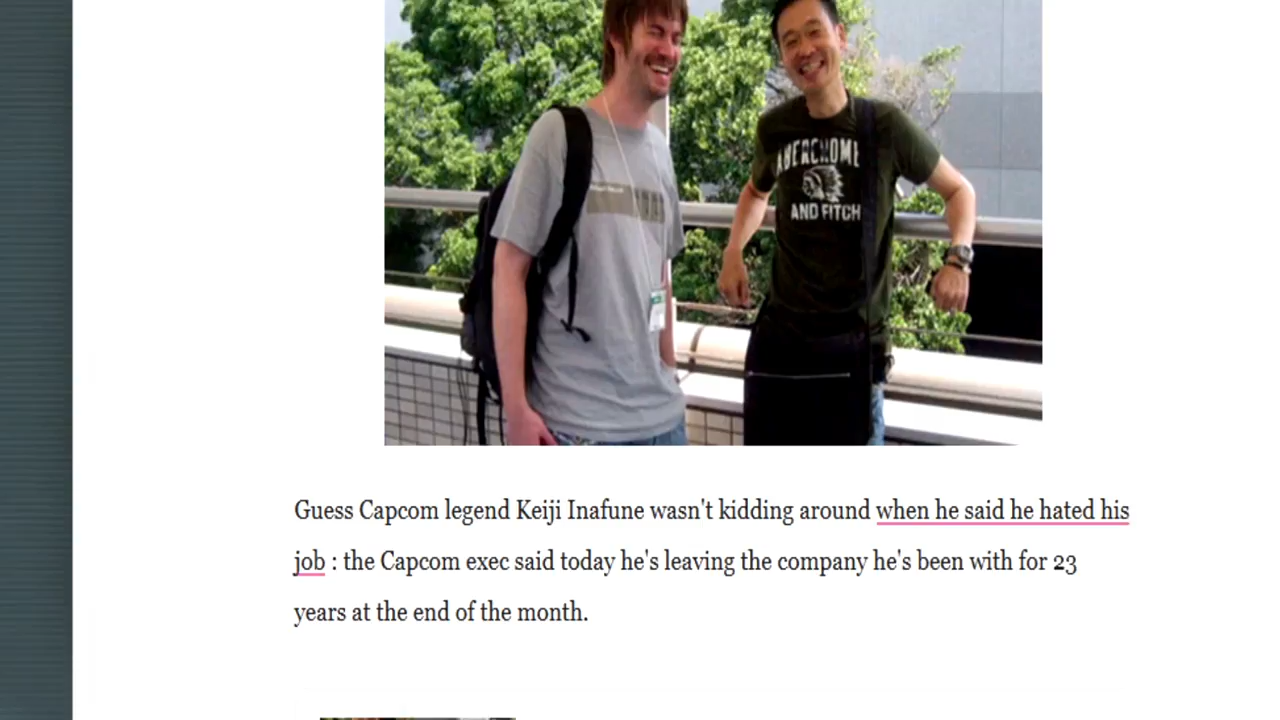 ABERCROMBIE
AND FITCH
Guess Capcom legend Keiji Inafune wasn't kidding around when he said he hated his
job : the Capcom exec said today he's leaving the company he's been with for 23
years at the end of the month.